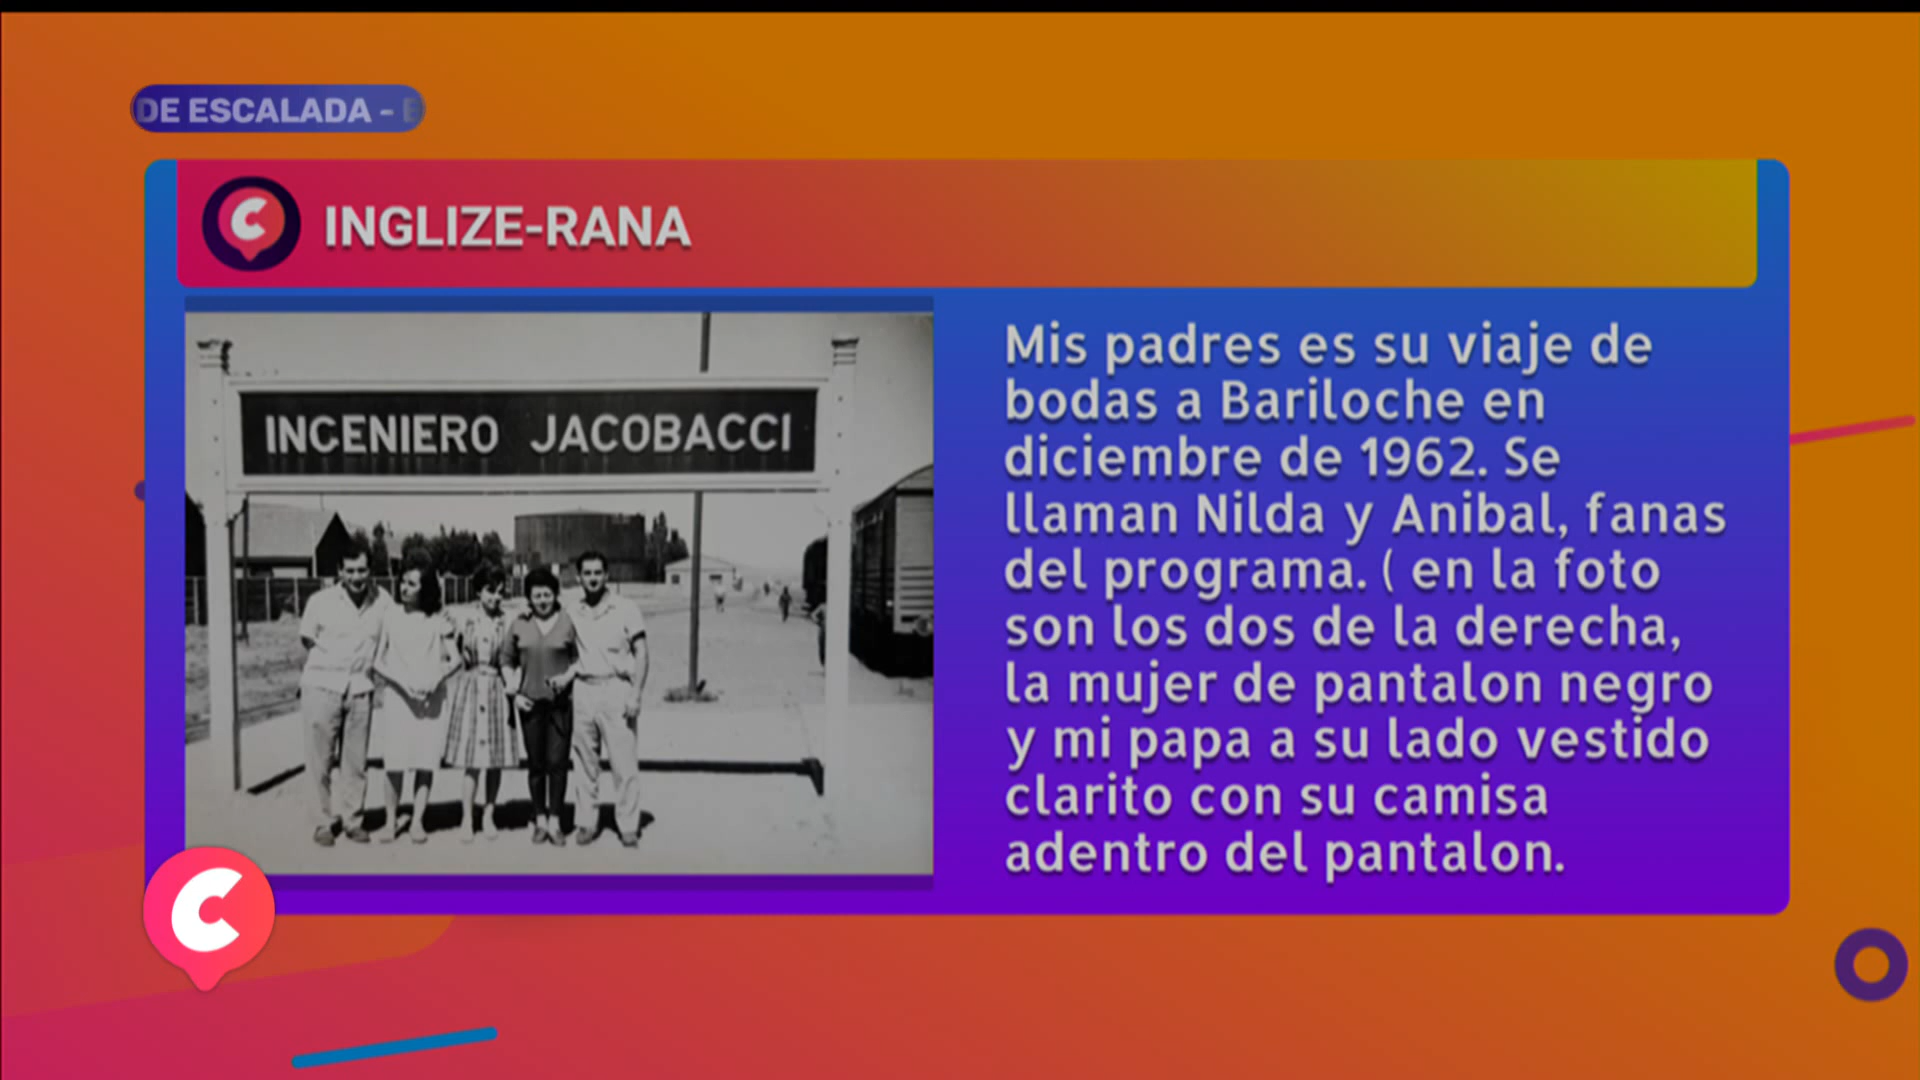 DE ESCALADA -
INGLIZE-RANA
INGENIERO JACOBACCI
Mis padres es su viaje de
bodas a Bariloche en
diciembre de 1962. Se
llaman Nilda y Anibal, fanas
del programa. ( en la foto
son los dos de la derecha,
la mujer de pantalon negro
y mi papa a su lado vestido
clarito con su camisa
adentro del pantalon.